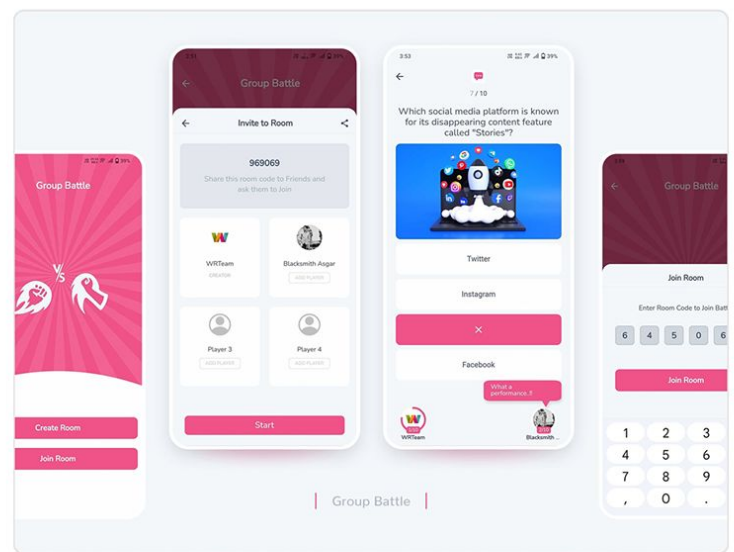 Group Battle
V/S
Create Room
Join Room
3:51
39%
Group Battle
Invite to Room
969069
Share this room code to Friends and
ask them to Join
WRTeam
CREATOR
Blacksmith Asgar
ADD PLAYER
Player 3
ADD PLAYER
Player 4
ADD PLAYER
Start
3:53
39%
7 / 10
Which social media platform is known
for its disappearing content feature
called "Stories"?
Twitter
Instagram
Facebook
What a
performance..!!
WRTeam
Blacksmith ...
Group Battle
Join Room
Enter Room Code to Join Batt
6 4 5 0 6
Join Room
1 2 3
4 5 6
7 8 9
, 0 .
Group Battle